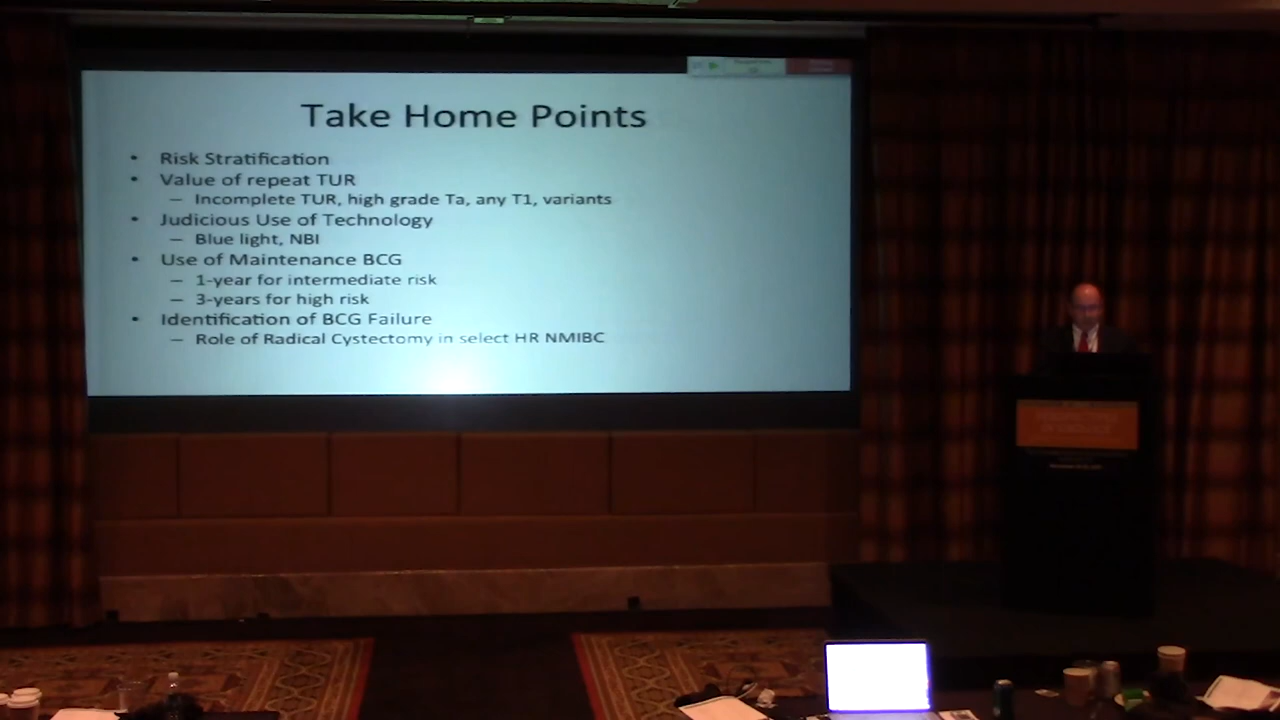 Take Home Points
• Risk Stratification
• Value of repeat TUR
– Incomplete TUR, high grade Ta, any T1, variants
• Judicious Use of Technology
– Blue light, NBI
• Use of Maintenance BCG
– 1-year for intermediate risk
– 3-years for high risk
• Identification of BCG Failure
– Role of Radical Cystectomy in select HR NMIBC